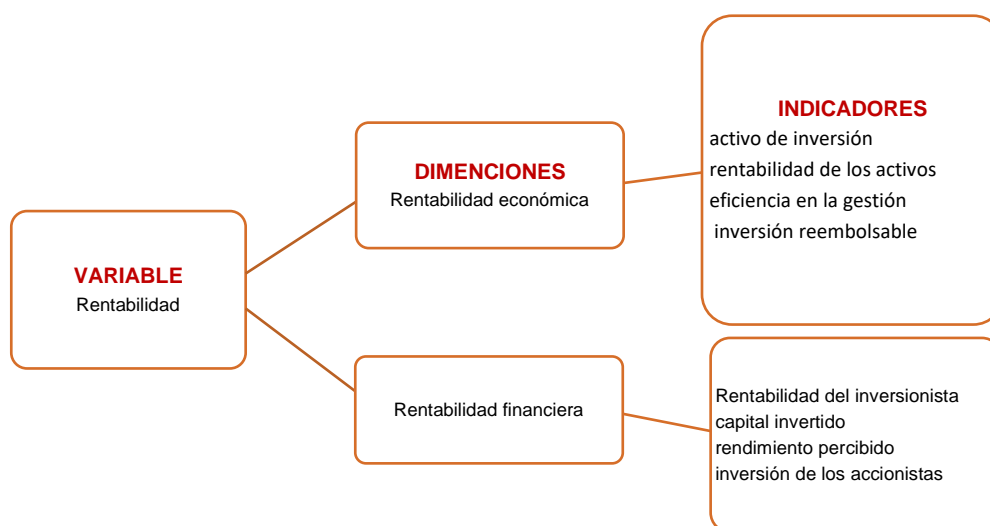 VARIABLE
Rentabilidad
DIMENCIONES
Rentabilidad económica
INDICADORES
activo de inversión
rentabilidad de los activos
eficiencia en la gestión
inversión reembolsable
Rentabilidad financiera
Rentabilidad del inversionista
capital invertido
rendimiento percibido
inversión de los accionistas